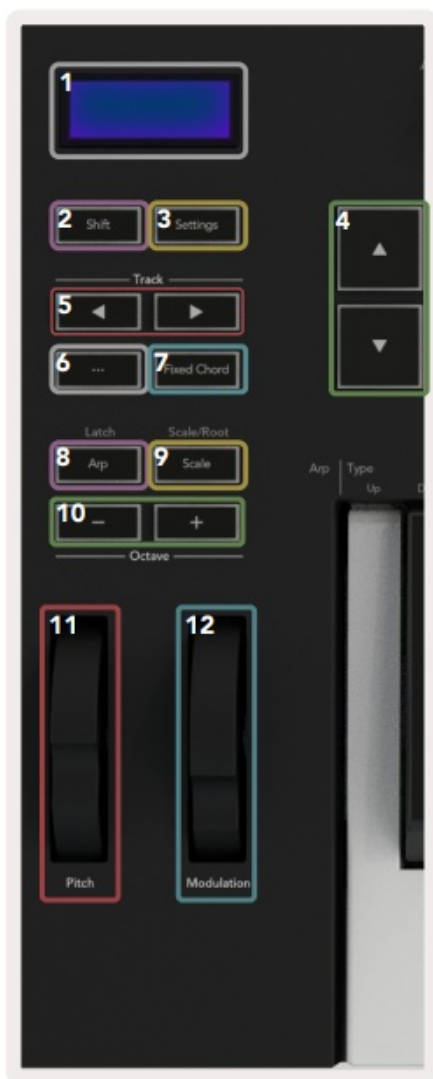 1
2 Shift 3 Settings 4
▲
Track
5 ◀ ▶
▼
6 ... 7 Fixed Chord
Latch Scale/Root
8 Arp 9 Scale
Arp | Type
10 − +
Up
Octave
11 12
Pitch Modulation